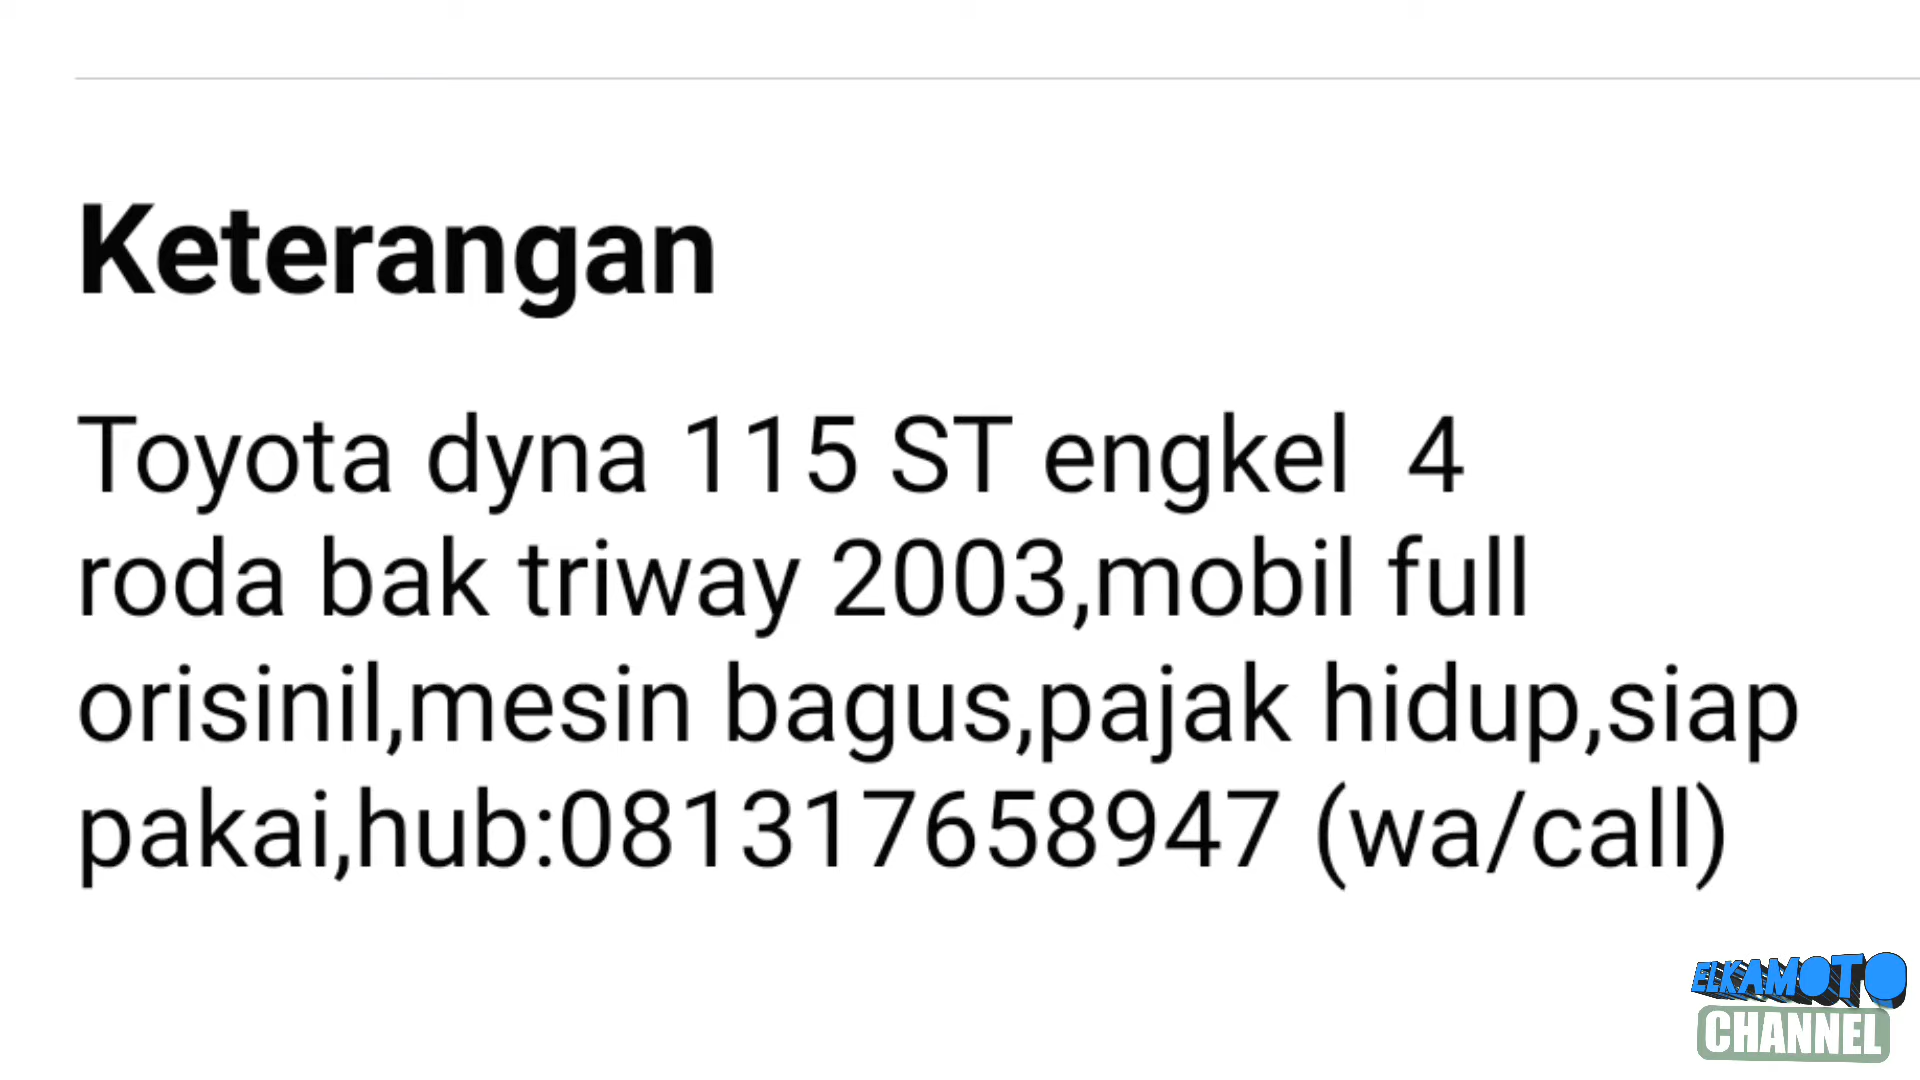 Keterangan
Toyota dyna 115 ST engkel  4
roda bak triway 2003,mobil full
orisinil,mesin bagus,pajak hidup,siap
pakai,hub:081317658947 (wa/call)
ELKAMOTO
CHANNEL